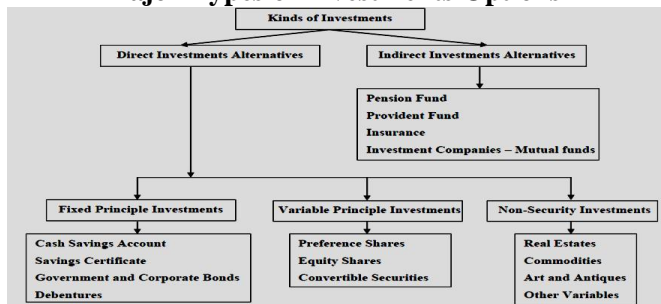 Kinds of Investments
Direct Investments Alternatives
Indirect Investments Alternatives
Pension Fund
Provident Fund
Insurance
Investment Companies – Mutual funds
Fixed Principle Investments
Variable Principle Investments
Non-Security Investments
Cash Savings Account
Savings Certificate
Government and Corporate Bonds
Debentures
Preference Shares
Equity Shares
Convertible Securities
Real Estates
Commodities
Art and Antiques
Other Variables